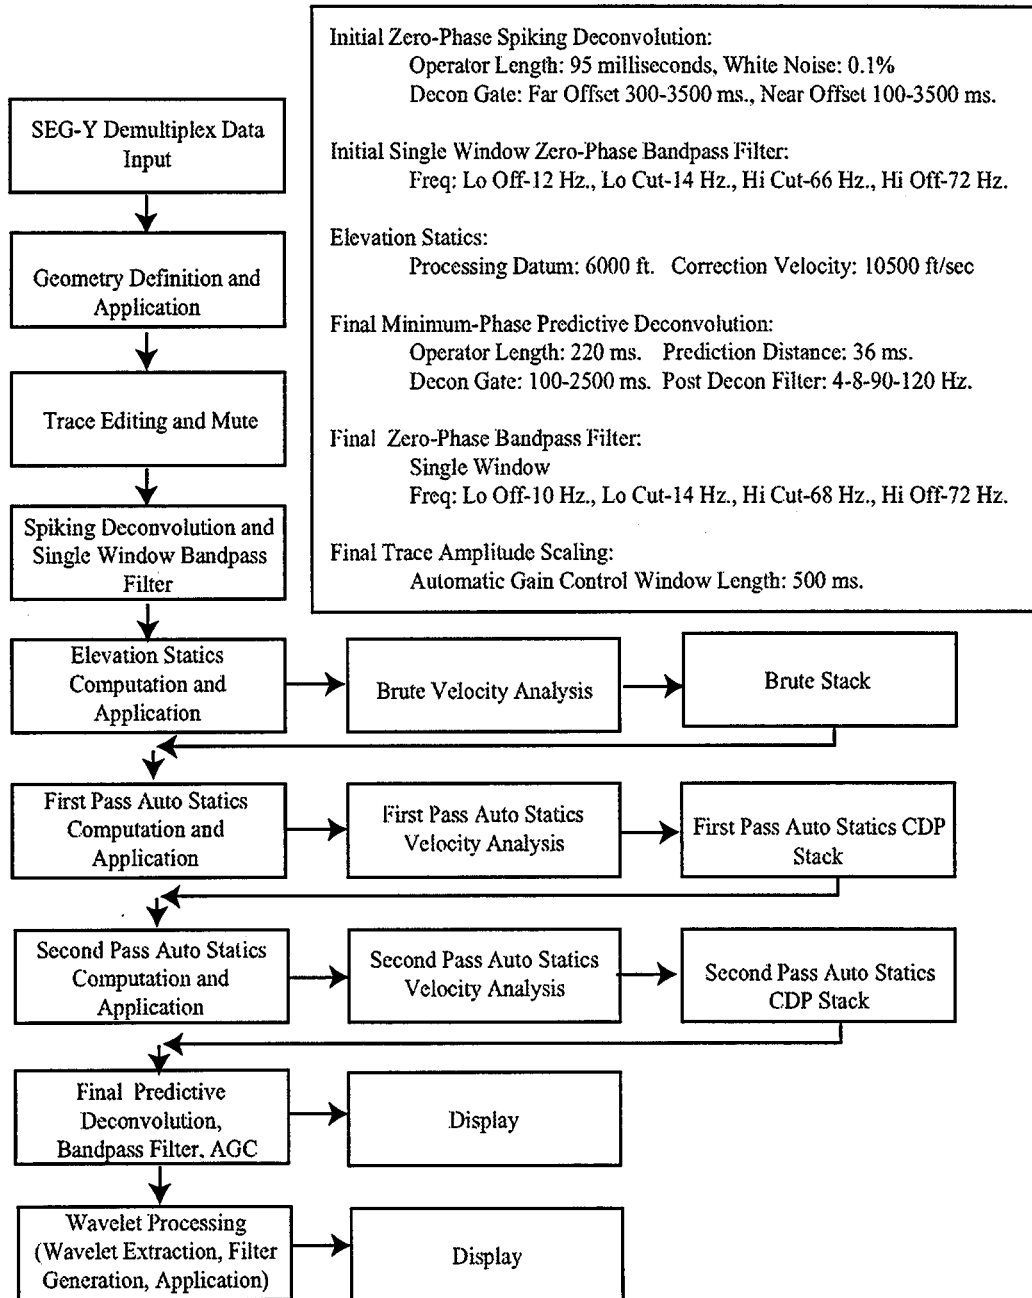 Initial Zero-Phase Spiking Deconvolution:
Operator Length: 95 milliseconds, White Noise: 0.1%
Decon Gate: Far Offset 300-3500 ms., Near Offset 100-3500 ms.
Initial Single Window Zero-Phase Bandpass Filter:
Freq: Lo Off-12 Hz., Lo Cut-14 Hz., Hi Cut-66 Hz., Hi Off-72 Hz.
Elevation Statics:
Processing Datum: 6000 ft. Correction Velocity: 10500 ft/sec
Final Minimum-Phase Predictive Deconvolution:
Operator Length: 220 ms. Prediction Distance: 36 ms.
Decon Gate: 100-2500 ms. Post Decon Filter: 4-8-90-120 Hz.
Final Zero-Phase Bandpass Filter:
Single Window
Freq: Lo Off-10 Hz., Lo Cut-14 Hz., Hi Cut-68 Hz., Hi Off-72 Hz.
Final Trace Amplitude Scaling:
Automatic Gain Control Window Length: 500 ms.
SEG-Y Demultiplex Data
Input
Geometry Definition and
Application
Trace Editing and Mute
Spiking Deconvolution and
Single Window Bandpass
Filter
Elevation Statics
Computation and
Application
Brute Velocity Analysis
Brute Stack
First Pass Auto Statics
Computation and
Application
First Pass Auto Statics
Velocity Analysis
First Pass Auto Statics CDP
Stack
Second Pass Auto Statics
Computation and
Application
Second Pass Auto Statics
Velocity Analysis
Second Pass Auto Statics
CDP Stack
Final Predictive
Deconvolution,
Bandpass Filter, AGC
Display
Wavelet Processing
(Wavelet Extraction, Filter
Generation, Application)
Display